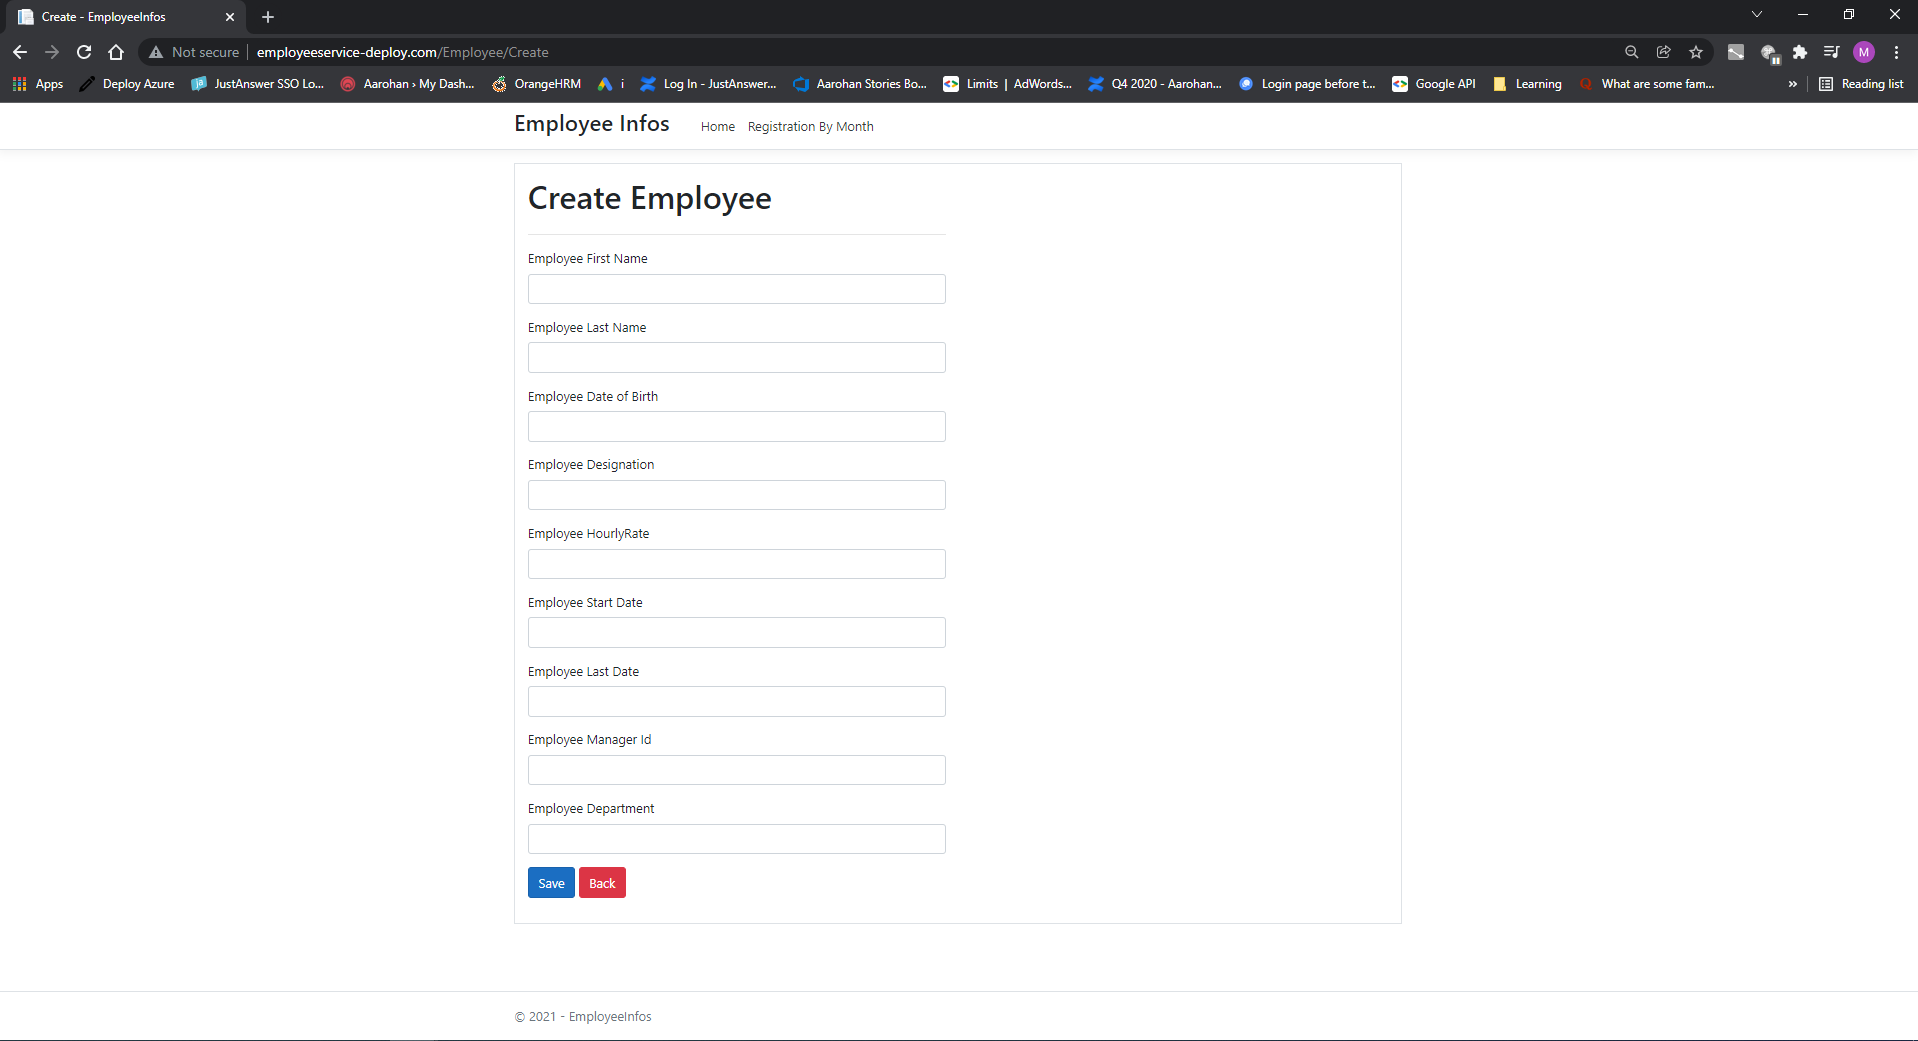 Create - EmployeeInfos
Not secure employeeservice-deploy.com/Employee/Create
M
Apps Deploy Azure JustAnswer SSO Lo... Aarohan › My Dash... OrangeHRM i Log In - JustAnswer... Aarohan Stories Bo... Limits | AdWords... Q4 2020 - Aarohan... Login page before t... Google API Learning What are some fam... » Reading list
Employee Infos Home Registration By Month
Create Employee
Employee First Name
Employee Last Name
Employee Date of Birth
Employee Designation
Employee HourlyRate
Employee Start Date
Employee Last Date
Employee Manager Id
Employee Department
Save Back
© 2021 - EmployeeInfos